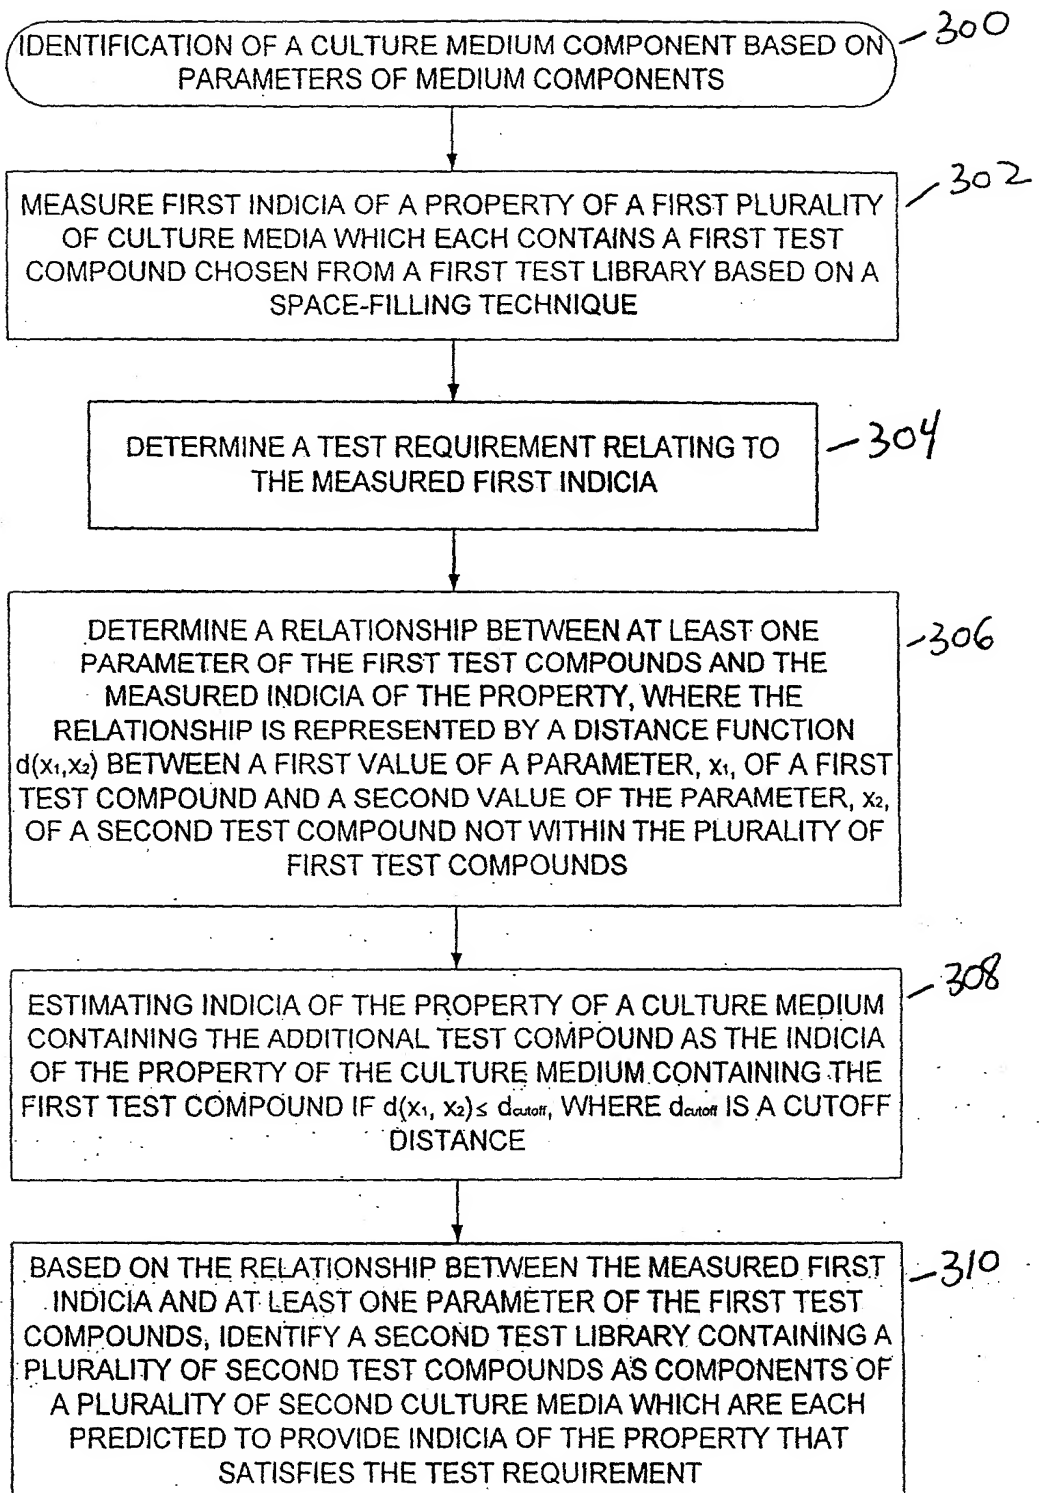 IDENTIFICATION OF A CULTURE MEDIUM COMPONENT BASED ON
PARAMETERS OF MEDIUM COMPONENTS
300
MEASURE FIRST INDICIA OF A PROPERTY OF A FIRST PLURALITY
OF CULTURE MEDIA WHICH EACH CONTAINS A FIRST TEST
COMPOUND CHOSEN FROM A FIRST TEST LIBRARY BASED ON A
SPACE-FILLING TECHNIQUE
302
DETERMINE A TEST REQUIREMENT RELATING TO
THE MEASURED FIRST INDICIA
304
DETERMINE A RELATIONSHIP BETWEEN AT LEAST ONE
PARAMETER OF THE FIRST TEST COMPOUNDS AND THE
MEASURED INDICIA OF THE PROPERTY, WHERE THE
RELATIONSHIP IS REPRESENTED BY A DISTANCE FUNCTION
d(x₁,x₂) BETWEEN A FIRST VALUE OF A PARAMETER, x₁, OF A FIRST
TEST COMPOUND AND A SECOND VALUE OF THE PARAMETER, x₂,
OF A SECOND TEST COMPOUND NOT WITHIN THE PLURALITY OF
FIRST TEST COMPOUNDS
306
ESTIMATING INDICIA OF THE PROPERTY OF A CULTURE MEDIUM
CONTAINING THE ADDITIONAL TEST COMPOUND AS THE INDICIA
OF THE PROPERTY OF THE CULTURE MEDIUM CONTAINING THE
FIRST TEST COMPOUND IF d(x₁, x₂)≤ dcutoff, WHERE dcutoff IS A CUTOFF
DISTANCE
308
BASED ON THE RELATIONSHIP BETWEEN THE MEASURED FIRST
INDICIA AND AT LEAST ONE PARAMETER OF THE FIRST TEST
COMPOUNDS, IDENTIFY A SECOND TEST LIBRARY CONTAINING A
PLURALITY OF SECOND TEST COMPOUNDS AS COMPONENTS OF
A PLURALITY OF SECOND CULTURE MEDIA WHICH ARE EACH
PREDICTED TO PROVIDE INDICIA OF THE PROPERTY THAT
SATISFIES THE TEST REQUIREMENT
310